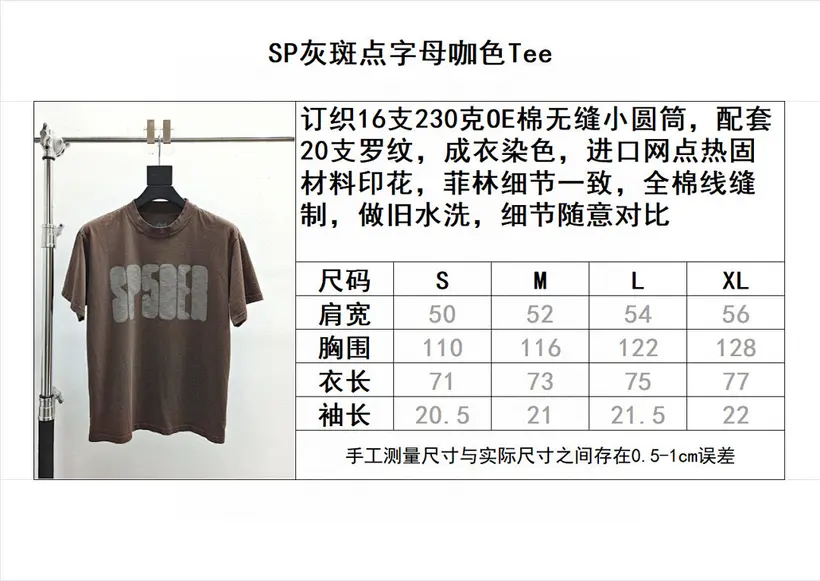 SP灰斑点字母咖色Tee
订织16支230克OE棉无缝小圆筒，配套
20支罗纹，成衣染色，进口网点热固
材料印花，菲林细节一致，全棉线缝
制，做旧水洗，细节随意对比
SP5DER
尺码 S M L XL
肩宽 50 52 54 56
胸围 110 116 122 128
衣长 71 73 75 77
袖长 20.5 21 21.5 22
手工测量尺寸与实际尺寸之间存在0.5-1cm误差